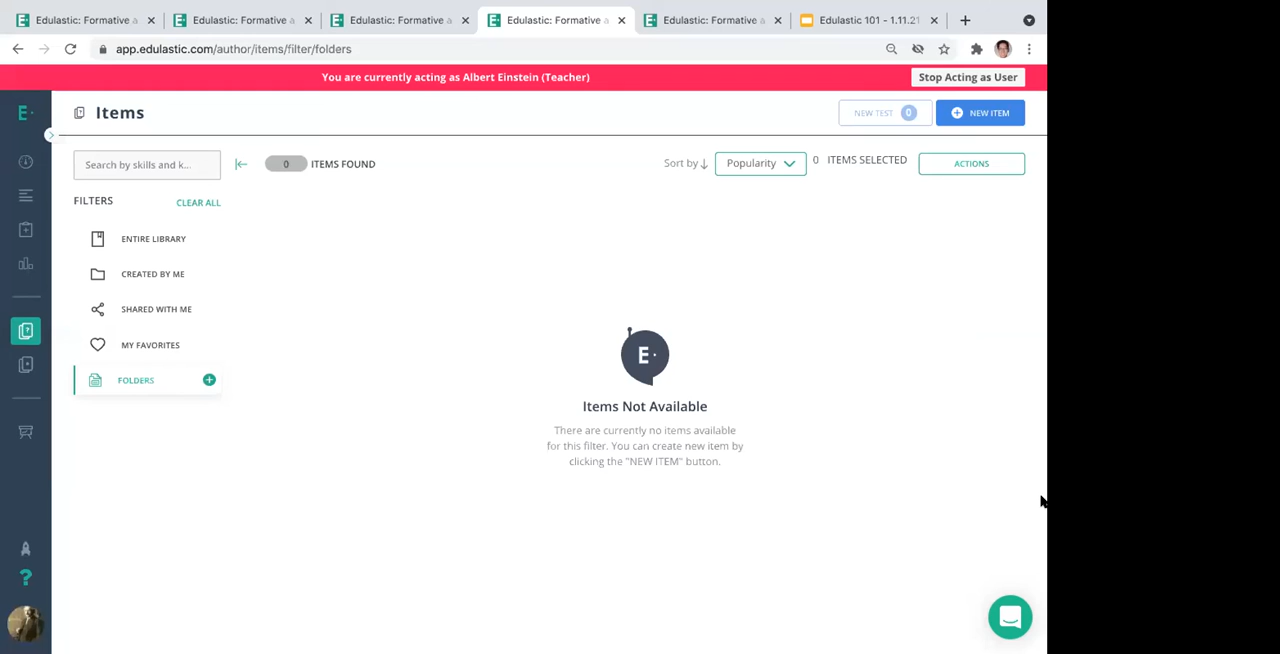 Edulastic: Formative a
Edulastic: Formative a
Edulastic: Formative a
Edulastic: Formative a
Edulastic: Formative a
Edulastic 101 - 1.11.21
app.edulastic.com/author/items/filter/folders
You are currently acting as Albert Einstein (Teacher)
Stop Acting as User
E
Items
NEW TEST 0
NEW ITEM
Search by skills and k...
0 ITEMS FOUND
Sort by
Popularity
0 ITEMS SELECTED
ACTIONS
FILTERS
CLEAR ALL
ENTIRE LIBRARY
CREATED BY ME
SHARED WITH ME
MY FAVORITES
FOLDERS
E
Items Not Available
There are currently no items available
for this filter. You can create new item by
clicking the "NEW ITEM" button.
?